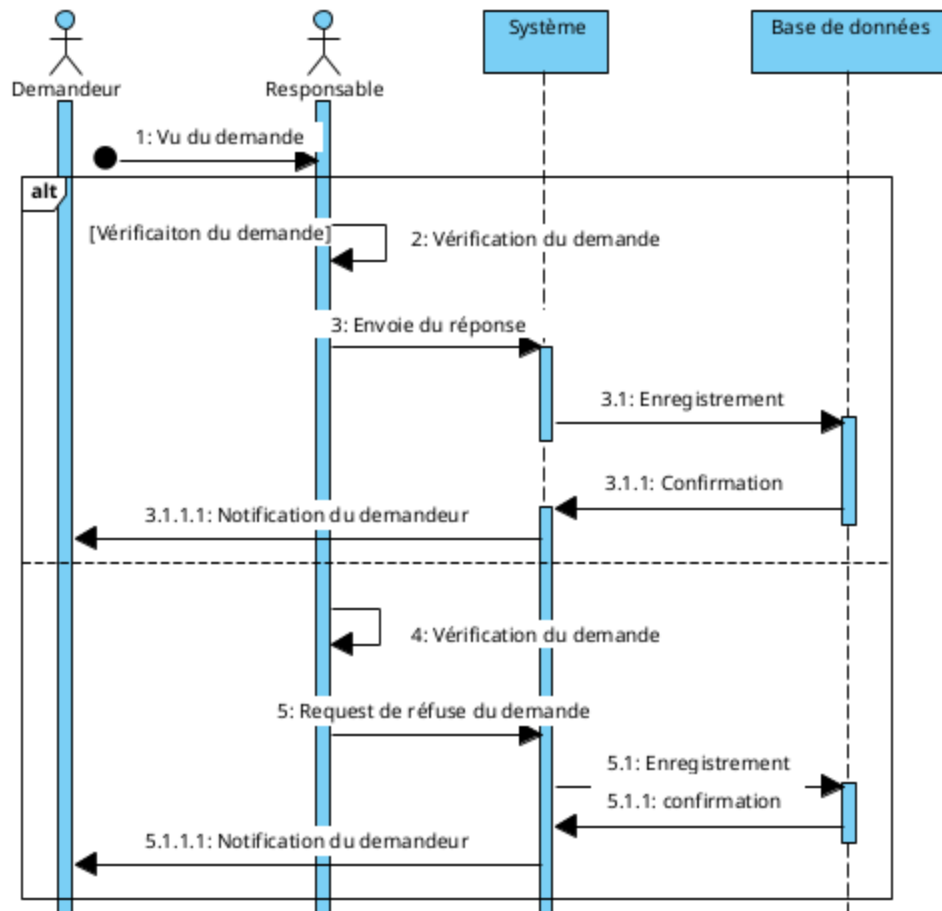 Demandeur
Responsable
Système
Base de données
1: Vu du demande
alt
[Vérificaiton du demande]
2: Vérification du demande
3: Envoie du réponse
3.1: Enregistrement
3.1.1: Confirmation
3.1.1.1: Notification du demandeur
4: Vérification du demande
5: Request de réfuse du demande
5.1: Enregistrement
5.1.1: confirmation
5.1.1.1: Notification du demandeur